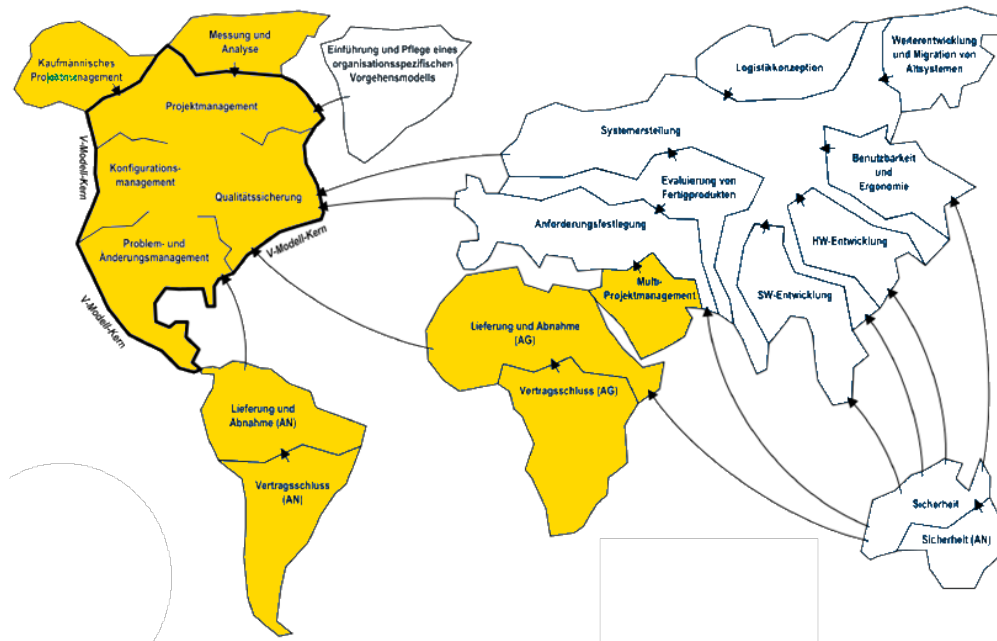 Messung und
Analyse
Kaufmännisches
Projektmanagement
Einführung und Pflege eines
organisationsspezifischen
Vorgehensmodells
Projektmanagement
V-Modell-Kern
Konfigurations-
management
Qualitätssicherung
Problem- und
Änderungsmanagement
V-Modell-Kern
V-Modell-Kern
Lieferung und
Abnahme (AN)
Vertragsschluss
(AN)
Logistikkonzeption
Weiterentwicklung
und Migration von
Altsystemen
Systemerstellung
Benutzbarkeit
und
Ergonomie
Evaluierung von
Fertigprodukten
Anforderungsfestlegung
HW-Entwicklung
Multi-
Projektmanagement
SW-Entwicklung
Lieferung und Abnahme
(AG)
Vertragsschluss (AG)
Sicherheit
Sicherheit (AN)